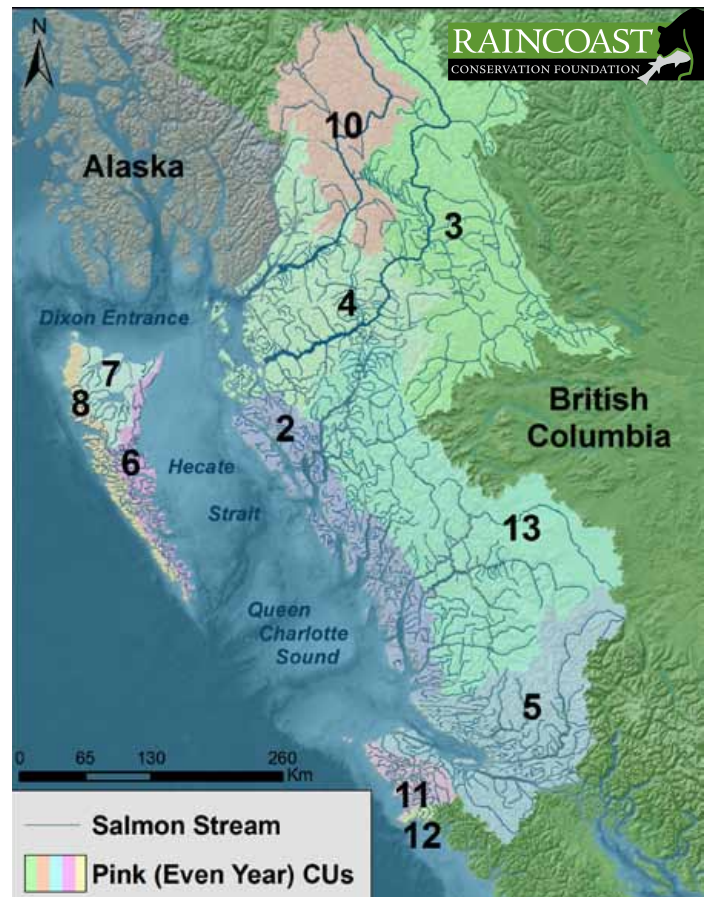 N
RAINCOAST
CONSERVATION FOUNDATION
10
Alaska
3
4
Dixon Entrance
7
8
British
Columbia
2
6
Hecate
Strait
13
Queen
Charlotte
Sound
5
0 65 130 260
Km
11
12
Salmon Stream
Pink (Even Year) CUs